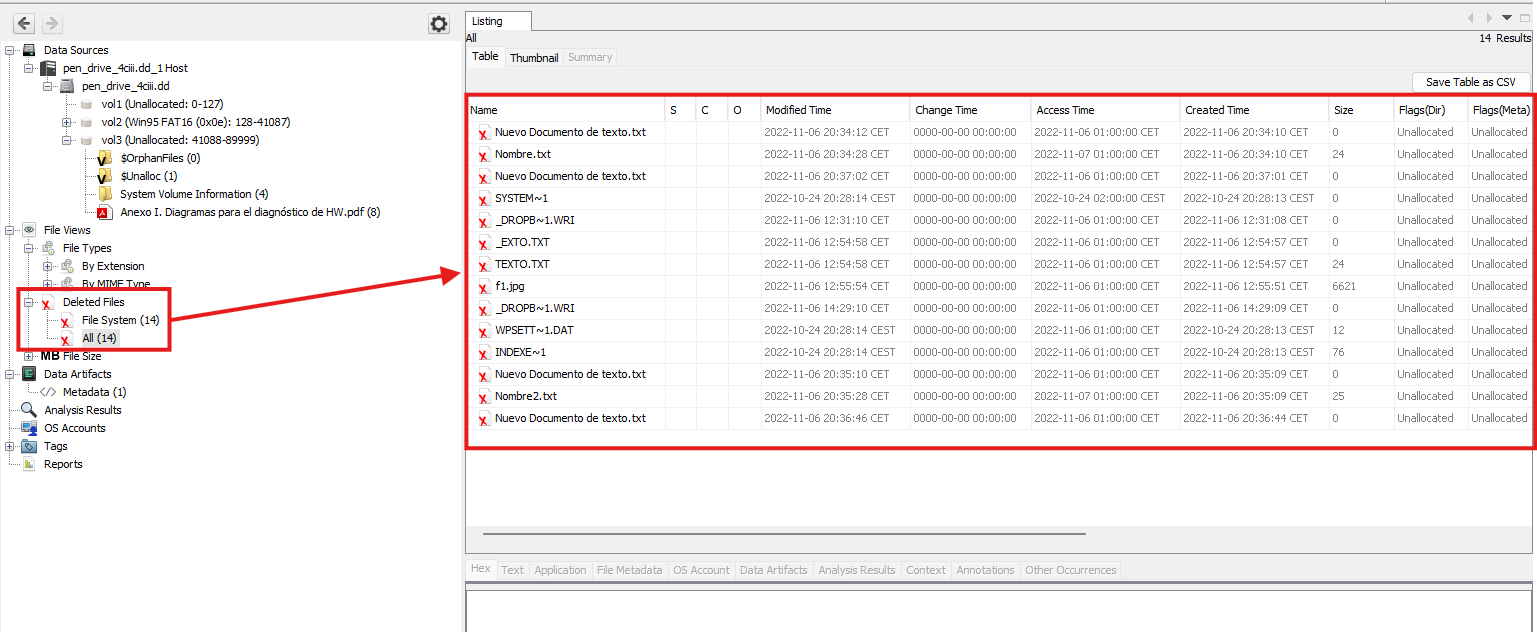 Data Sources
pen_drive_4ciii.dd_1 Host
pen_drive_4ciii.dd
vol1 (Unallocated: 0-127)
vol2 (Win95 FAT16 (0x0e): 128-41087)
vol3 (Unallocated: 41088-89999)
$OrphanFiles (0)
$Unalloc (1)
System Volume Information (4)
Anexo I. Diagramas para el diagnóstico de HW.pdf (8)
File Views
File Types
By Extension
By MIME Type
Deleted Files
File System (14)
All (14)
MB File Size
Data Artifacts
Metadata (1)
Analysis Results
OS Accounts
Tags
Reports
Listing
All 14 Results
Table Thumbnail Summary
Save Table as CSV
Name S C O Modified Time Change Time Access Time Created Time Size Flags(Dir) Flags(Meta)
Nuevo Documento de texto.txt 2022-11-06 20:34:12 CET 0000-00-00 00:00:00 2022-11-06 01:00:00 CET 2022-11-06 20:34:10 CET 0 Unallocated Unallocated
Nombre.txt 2022-11-06 20:34:28 CET 0000-00-00 00:00:00 2022-11-07 01:00:00 CET 2022-11-06 20:34:10 CET 24 Unallocated Unallocated
Nuevo Documento de texto.txt 2022-11-06 20:37:02 CET 0000-00-00 00:00:00 2022-11-06 01:00:00 CET 2022-11-06 20:37:01 CET 0 Unallocated Unallocated
SYSTEM~1 2022-10-24 20:28:14 CEST 0000-00-00 00:00:00 2022-10-24 02:00:00 CEST 2022-10-24 20:28:13 CEST 0 Unallocated Unallocated
_DROPB~1.WRI 2022-11-06 12:31:10 CET 0000-00-00 00:00:00 2022-11-06 01:00:00 CET 2022-11-06 12:31:08 CET 0 Unallocated Unallocated
_EXTO.TXT 2022-11-06 12:54:58 CET 0000-00-00 00:00:00 2022-11-06 01:00:00 CET 2022-11-06 12:54:57 CET 0 Unallocated Unallocated
TEXTO.TXT 2022-11-06 12:54:58 CET 0000-00-00 00:00:00 2022-11-06 01:00:00 CET 2022-11-06 12:54:57 CET 24 Unallocated Unallocated
f1.jpg 2022-11-06 12:55:54 CET 0000-00-00 00:00:00 2022-11-06 01:00:00 CET 2022-11-06 12:55:51 CET 6621 Unallocated Unallocated
_DROPB~1.WRI 2022-11-06 14:29:10 CET 0000-00-00 00:00:00 2022-11-06 01:00:00 CET 2022-11-06 14:29:09 CET 0 Unallocated Unallocated
WPSETT~1.DAT 2022-10-24 20:28:14 CEST 0000-00-00 00:00:00 2022-11-06 01:00:00 CET 2022-10-24 20:28:13 CEST 12 Unallocated Unallocated
INDEXE~1 2022-10-24 20:28:14 CEST 0000-00-00 00:00:00 2022-11-06 01:00:00 CET 2022-10-24 20:28:13 CEST 76 Unallocated Unallocated
Nuevo Documento de texto.txt 2022-11-06 20:35:10 CET 0000-00-00 00:00:00 2022-11-06 01:00:00 CET 2022-11-06 20:35:09 CET 0 Unallocated Unallocated
Nombre2.txt 2022-11-06 20:35:28 CET 0000-00-00 00:00:00 2022-11-07 01:00:00 CET 2022-11-06 20:35:09 CET 25 Unallocated Unallocated
Nuevo Documento de texto.txt 2022-11-06 20:36:46 CET 0000-00-00 00:00:00 2022-11-06 01:00:00 CET 2022-11-06 20:36:44 CET 0 Unallocated Unallocated
Hex Text Application File Metadata OS Account Data Artifacts Analysis Results Context Annotations Other Occurrences